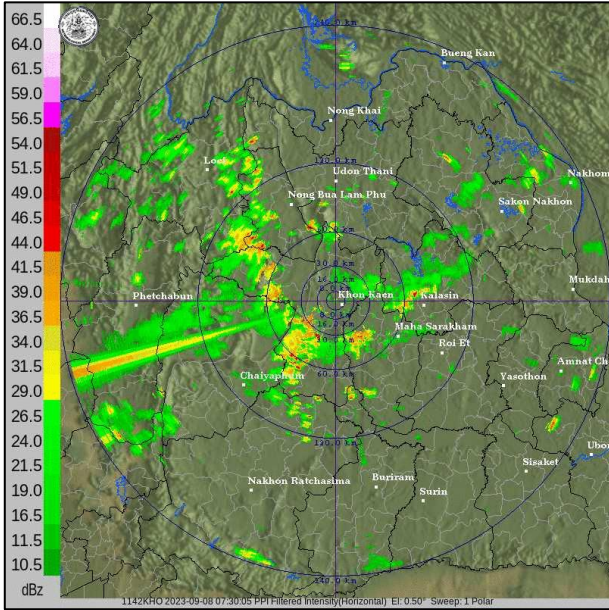 66.5
64.0
61.5
59.0
56.5
54.0
51.5
49.0
46.5
44.0
41.5
39.0
36.5
34.0
31.5
29.0
26.5
24.0
21.5
19.0
16.5
14.0
11.5
10.5
dBz
Bueng Kan
Nong Khai
Loei
Udon Thani
Nakhom
Nong Bua Lam Phu
Sakon Nakhon
Mukdah
Phetchabun
Khon Kaen
Kalasin
Maha Sarakham
Roi Et
Amnat Ch
Chaiyaphum
Yasothon
Ubon
Sisaket
Nakhon Ratchasima
Buriram
Surin
1142KHO 2023-09-08 07:30:05 PPI Filtered Intensity(Horizontal) El: 0.50° Sweep: 1 Polar